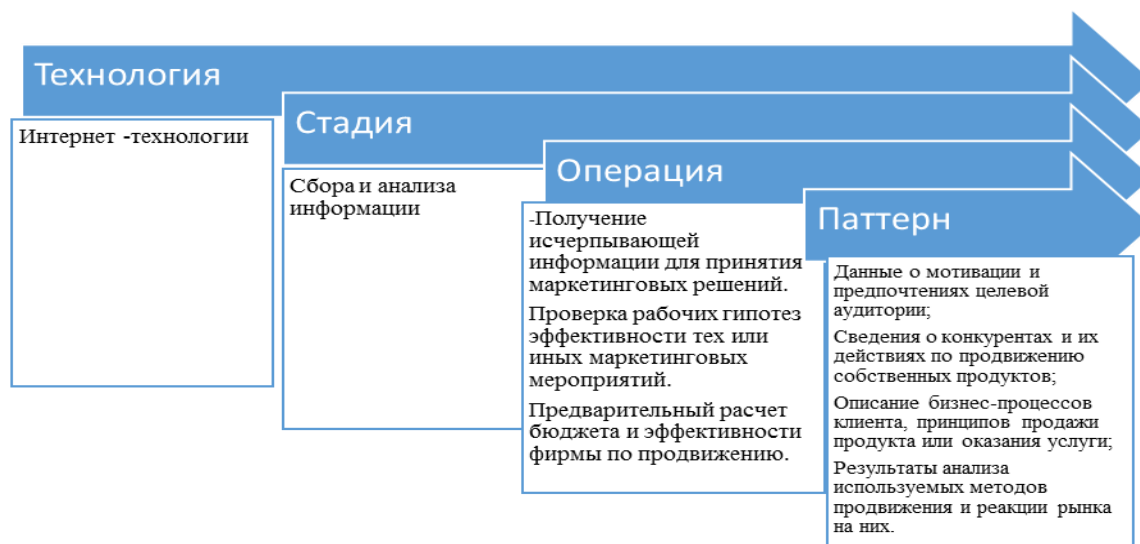 Технология
Интернет -технологии
Стадия
Сбора и анализа
информации
Операция
-Получение
исчерпывающей
информации для принятия
маркетинговых решений.
Проверка рабочих гипотез
эффективности тех или
иных маркетинговых
мероприятий.
Предварительный расчет
бюджета и эффективности
фирмы по продвижению.
Паттерн
Данные о мотивации и
предпочтениях целевой
аудитории;
Сведения о конкурентах и их
действиях по продвижению
собственных продуктов;
Описание бизнес-процессов
клиента, принципов продажи
продукта или оказания услуги;
Результаты анализа
используемых методов
продвижения и реакции рынка
на них.